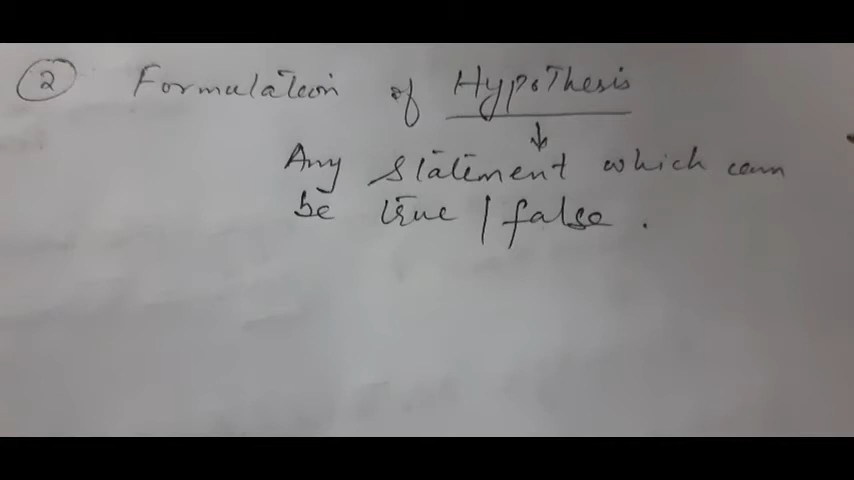 ② Formulation of Hypothesis
↓
Any statement which can
be true / false.